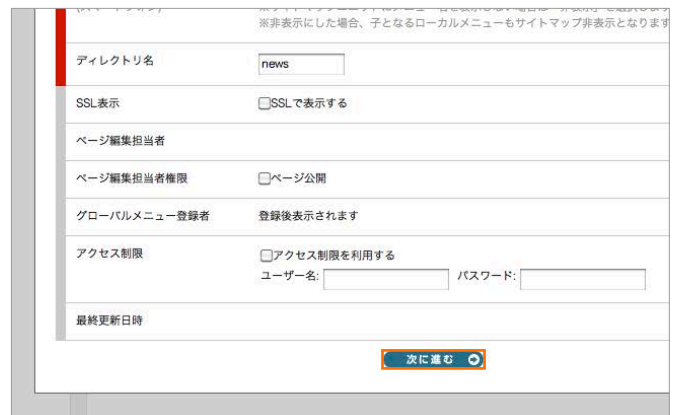 ※非表示にした場合、子となるローカルメニューもサイトマップ非表示となります
ディレクトリ名
news
SSL表示
SSLで表示する
ページ編集担当者
ページ編集担当者権限
ページ公開
グローバルメニュー登録者
登録後表示されます
アクセス制限
アクセス制限を利用する
ユーザー名:
パスワード:
最終更新日時
次に進む